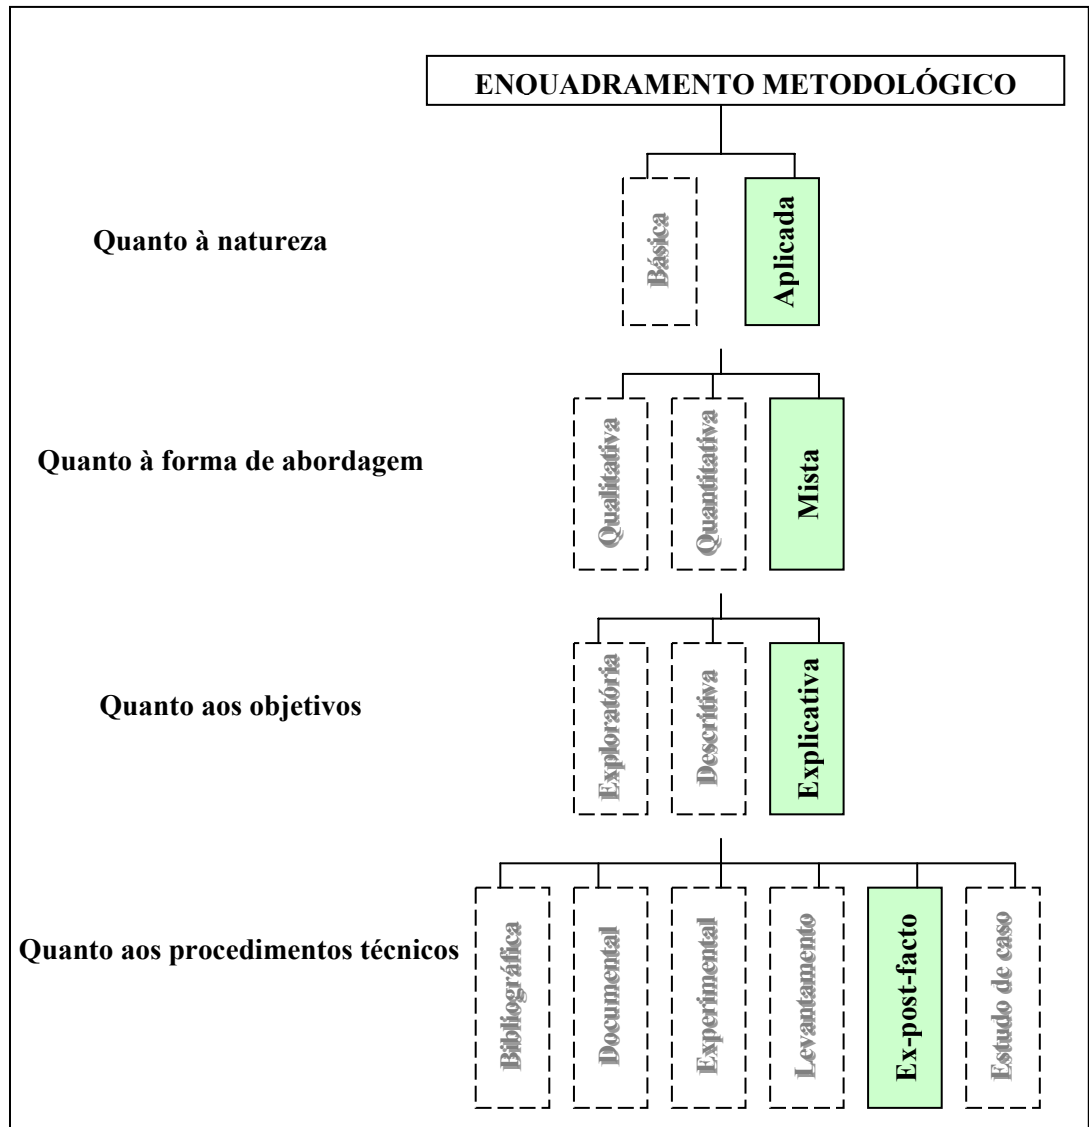 ENOUADRAMENTO METODOLÓGICO
Quanto à natureza
Básica
Aplicada
Quanto à forma de abordagem
Qualitativa
Quantitativa
Mista
Quanto aos objetivos
Exploratória
Descritiva
Explicativa
Quanto aos procedimentos técnicos
Bibliográfica
Documental
Experimental
Levantamento
Ex-post-facto
Estudo de caso